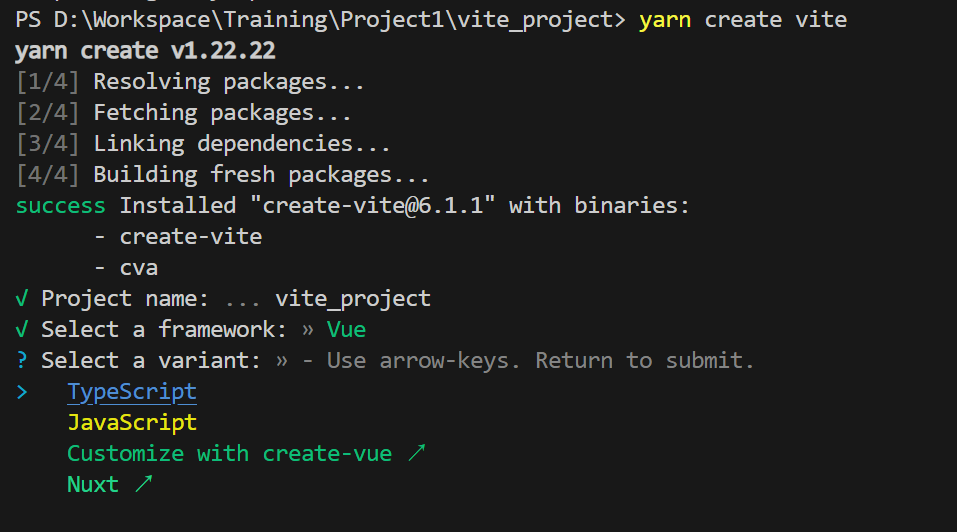 PS D:\Workspace\Training\Project1\vite_project> yarn create vite
yarn create v1.22.22
[1/4] Resolving packages...
[2/4] Fetching packages...
[3/4] Linking dependencies...
[4/4] Building fresh packages...
success Installed "create-vite@6.1.1" with binaries:
      - create-vite
      - cva
√ Project name: ... vite_project
√ Select a framework: » Vue
? Select a variant: » - Use arrow-keys. Return to submit.
>   TypeScript
    JavaScript
    Customize with create-vue ↗
    Nuxt ↗